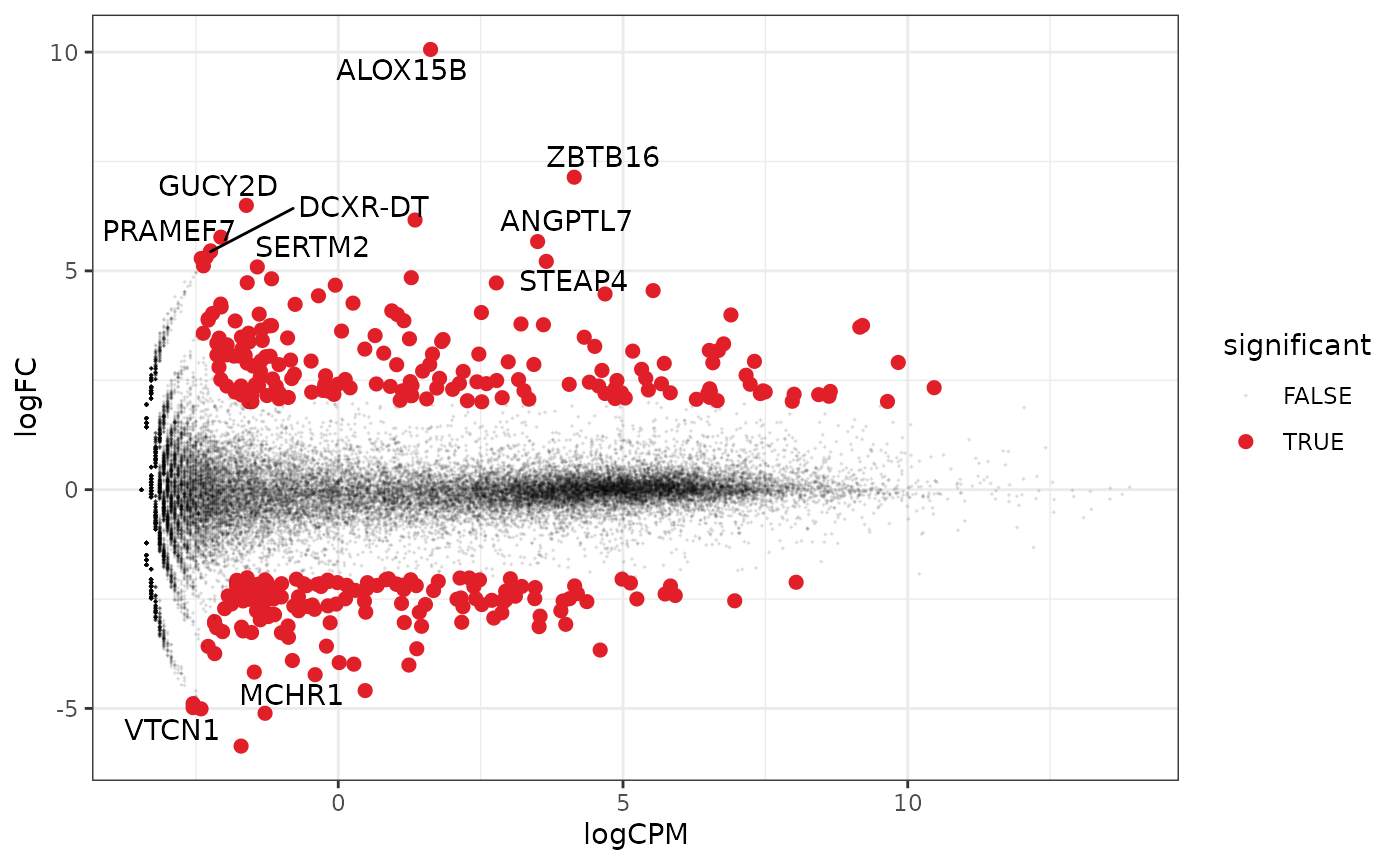 10
ALOX15B
ZBTB16
GUCY2D
DCXR-DT
PRAMEF7
ANGPTL7
SERTM2
5
STEAP4
logFC
significant
FALSE
TRUE
0
MCHR1
-5
VTCN1
0
5
10
logCPM